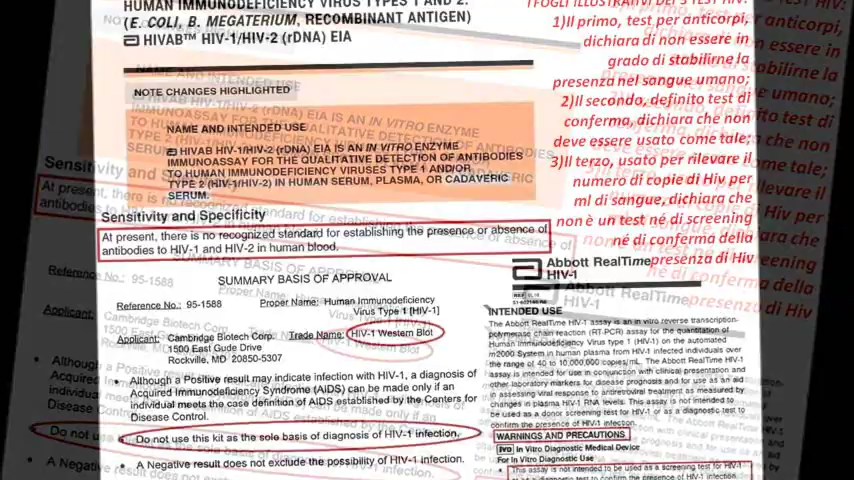 HUMAN IMMUNODEFICIENCY VIRUS TYPES 1 AND 2.
(E. COLI, B. MEGATERIUM, RECOMBINANT ANTIGEN)
HIVAB™ HIV-1/HIV-2 (rDNA) EIA
NOTE CHANGES HIGHLIGHTED
NAME AND INTENDED USE
HIVAB HIV-1/HIV-2 (rDNA) EIA IS AN IN VITRO ENZYME
IMMUNOASSAY FOR THE QUALITATIVE DETECTION OF ANTIBODIES
TO HUMAN IMMUNODEFICIENCY VIRUSES TYPE 1 AND/OR
TYPE 2 (HIV-1/HIV-2) IN HUMAN SERUM, PLASMA, OR CADAVERIC
SERUM.
Sensitivity and Specificity
At present, there is no recognized standard for establishing the presence or absence of
antibodies to HIV-1 and HIV-2 in human blood.
SUMMARY BASIS OF APPROVAL
Reference No.: 95-1588
Proper Name: Human Immunodeficiency
Virus Type 1 [HIV-1]
Applicant: Cambridge Biotech Corp.
1500 East Gude Drive
Rockville, MD 20850-5307
Trade Name: HIV-1 Western Blot
• Although a Positive result may indicate infection with HIV-1, a diagnosis of
Acquired Immunodeficiency Syndrome (AIDS) can be made only if an
individual meets the case definition of AIDS established by the Centers for
Disease Control.
• Do not use this kit as the sole basis of diagnosis of HIV-1 infection.
• A Negative result does not exclude the possibility of HIV-1 infection.
1)Il primo, test per anticorpi,
dichiara di non essere in
grado di stabilirne la
presenza nel sangue umano;
2)Il secondo, definito test di
conferma, dichiara che non
deve essere usato come tale;
3)Il terzo, usato per rilevare il
numero di copie di Hiv per
ml di sangue, dichiara che
non è un test né di screening
né di conferma della
presenza di Hiv
Abbott RealTime
HIV-1
INTENDED USE
The Abbott RealTime HIV-1 assay is an in vitro reverse transcription-
polymerase chain reaction (RT-PCR) assay for the quantitation of
Human Immunodeficiency Virus type 1 (HIV-1) on the automated
m2000 System in human plasma from HIV-1 infected individuals over
the range of 40 to 10,000,000 copies/mL. The Abbott RealTime HIV-1
assay is intended for use in conjunction with clinical presentation and
other laboratory markers for disease prognosis and for use as an aid
in assessing viral response to antiretroviral treatment as measured by
changes in plasma HIV-1 RNA levels. This assay is not intended to
be used as a donor screening test for HIV-1 or as a diagnostic test to
confirm the presence of HIV-1 infection.
WARNINGS AND PRECAUTIONS
IVD In Vitro Diagnostic Medical Device
For In Vitro Diagnostic Use
• This assay is not intended to be used as a screening test for HIV-1